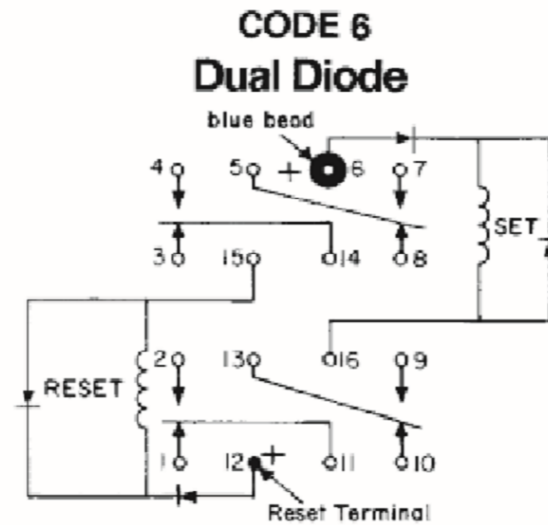 CODE 6
Dual Diode
blue bead
4 5 + 6 7
SET
3 15 14 8
2 13 16 9
RESET
1 12 + 11 10
Reset Terminal